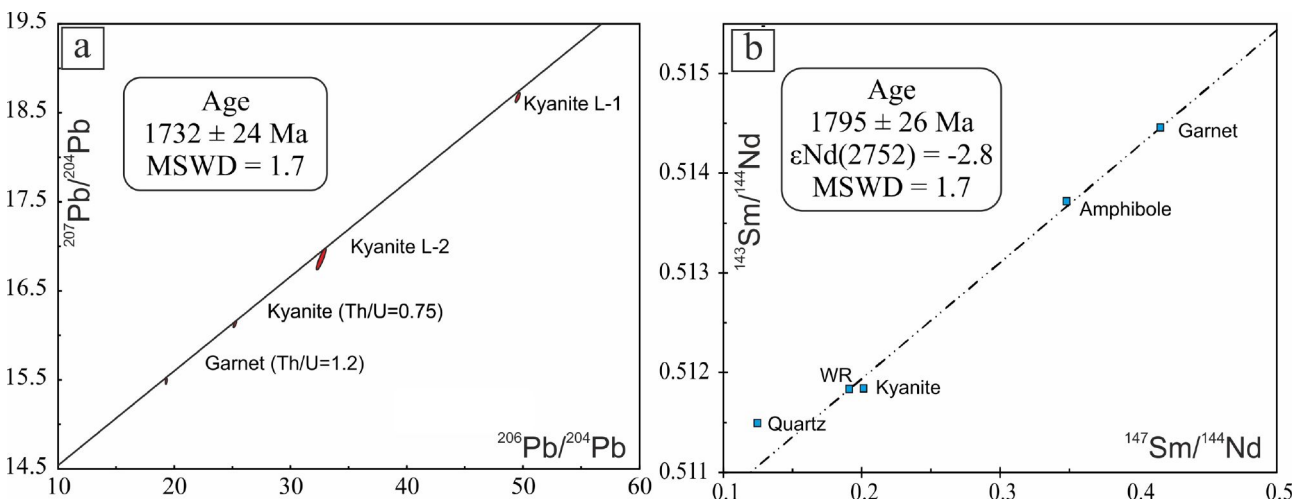 a
19.5
18.5
17.5
16.5
15.5
14.5
²⁰⁷Pb/²⁰⁴Pb
Age
1732 ± 24 Ma
MSWD = 1.7
Kyanite L-1
Kyanite L-2
Kyanite (Th/U=0.75)
Garnet (Th/U=1.2)
²⁰⁶Pb/²⁰⁴Pb
10 20 30 40 50 60
b
0.515
0.514
0.513
0.512
0.511
¹⁴³Sm/¹⁴⁴Nd
Age
1795 ± 26 Ma
εNd(2752) = -2.8
MSWD = 1.7
Garnet
Amphibole
WR
Kyanite
Quartz
¹⁴⁷Sm/¹⁴⁴Nd
0.1 0.2 0.3 0.4 0.5